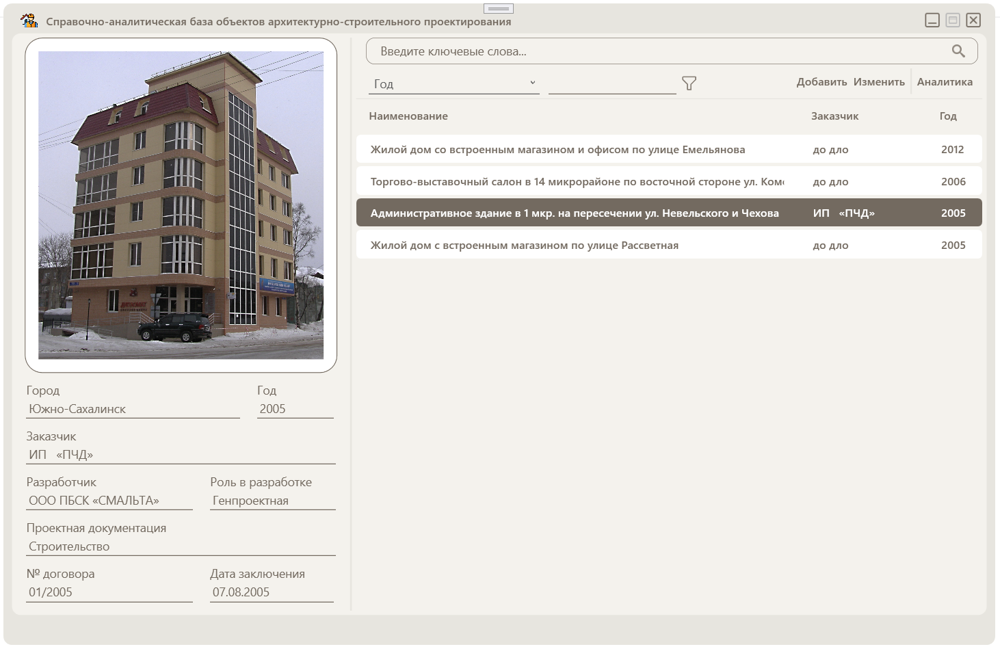 Справочно-аналитическая база объектов архитектурно-строительного проектирования
Введите ключевые слова...
Год
Добавить Изменить Аналитика
Наименование Заказчик Год
Жилой дом со встроенным магазином и офисом по улице Емельянова до дло 2012
Торгово-выставочный салон в 14 микрорайоне по восточной стороне ул. Ком до дло 2006
Административное здание в 1 мкр. на пересечении ул. Невельского и Чехова ИП «ПЧД» 2005
Жилой дом с встроенным магазином по улице Рассветная до дло 2005
Город Год
Южно-Сахалинск 2005
Заказчик
ИП «ПЧД»
Разработчик Роль в разработке
ООО ПБСК «СМАЛЬТА» Генпроектная
Проектная документация
Строительство
№ договора Дата заключения
01/2005 07.08.2005